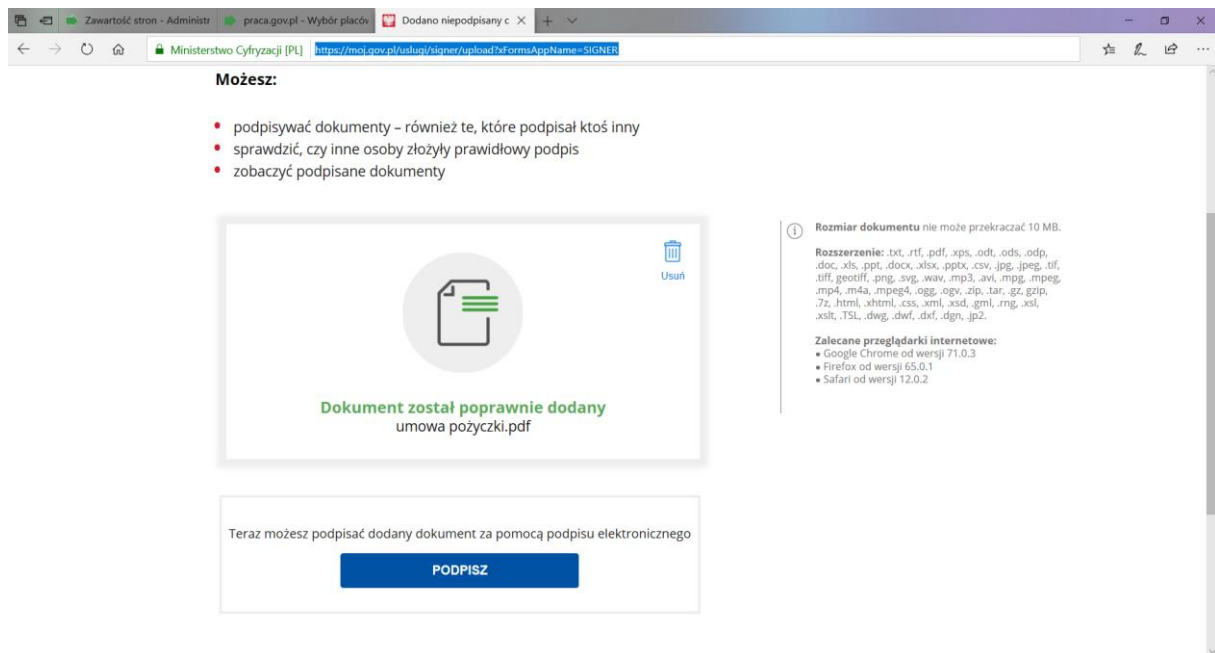 Zawartość stron - Administr
praca.gov.pl - Wybór placów
Dodano niepodpisany c
Ministerstwo Cyfryzacji [PL]
https://moj.gov.pl/uslugi/signer/upload?xFormsAppName=SIGNER
Możesz:
podpisywać dokumenty – również te, które podpisał ktoś inny
sprawdzić, czy inne osoby złożyły prawidłowy podpis
zobaczyć podpisane dokumenty
Usuń
Dokument został poprawnie dodany
umowa pożyczki.pdf
Rozmiar dokumentu nie może przekraczać 10 MB.
Rozszerzenie: .txt, .rtf, .pdf, .xps, .odt, .ods, .odp,
.doc, .xls, .ppt, .docx, .xlsx, .pptx, .csv, .jpg, .jpeg, .tif,
.tiff, geotiff, .png, .svg, .wav, .mp3, .avi, .mpg, .mpeg,
.mp4, .m4a, .mpeg4, .ogg, .ogv, .zip, .tar, .gz, gzip,
.7z, .html, .xhtml, .css, .xml, .xsd, .gml, .rng, .xsl,
.xslt, .TSL, .dwg, .dwf, .dxf, .dgn, .jp2.
Zalecane przeglądarki internetowe:
• Google Chrome od wersji 71.0.3
• Firefox od wersji 65.0.1
• Safari od wersji 12.0.2
Teraz możesz podpisać dodany dokument za pomocą podpisu elektronicznego
PODPISZ